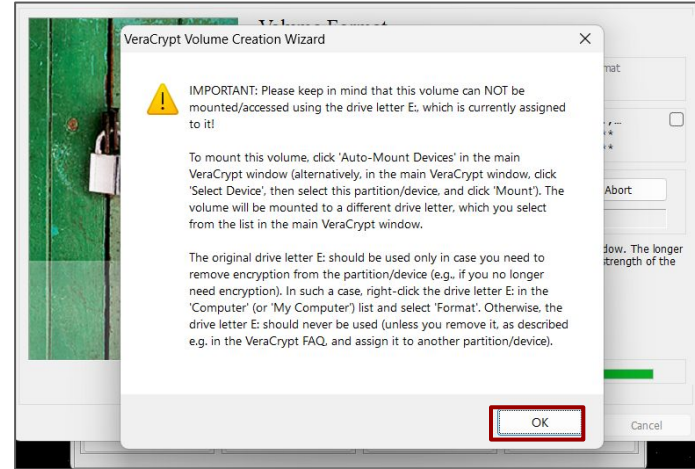 Volume Format
VeraCrypt Volume Creation Wizard
IMPORTANT: Please keep in mind that this volume can NOT be
mounted/accessed using the drive letter E:, which is currently assigned
to it!
To mount this volume, click 'Auto-Mount Devices' in the main
VeraCrypt window (alternatively, in the main VeraCrypt window, click
'Select Device', then select this partition/device, and click 'Mount'). The
volume will be mounted to a different drive letter, which you select
from the list in the main VeraCrypt window.
The original drive letter E: should be used only in case you need to
remove encryption from the partition/device (e.g., if you no longer
need encryption). In such a case, right-click the drive letter E: in the
'Computer' (or 'My Computer') list and select 'Format'. Otherwise, the
drive letter E: should never be used (unless you remove it, as described
e.g. in the VeraCrypt FAQ, and assign it to another partition/device).
OK
Abort
The longer
strength of the
Cancel